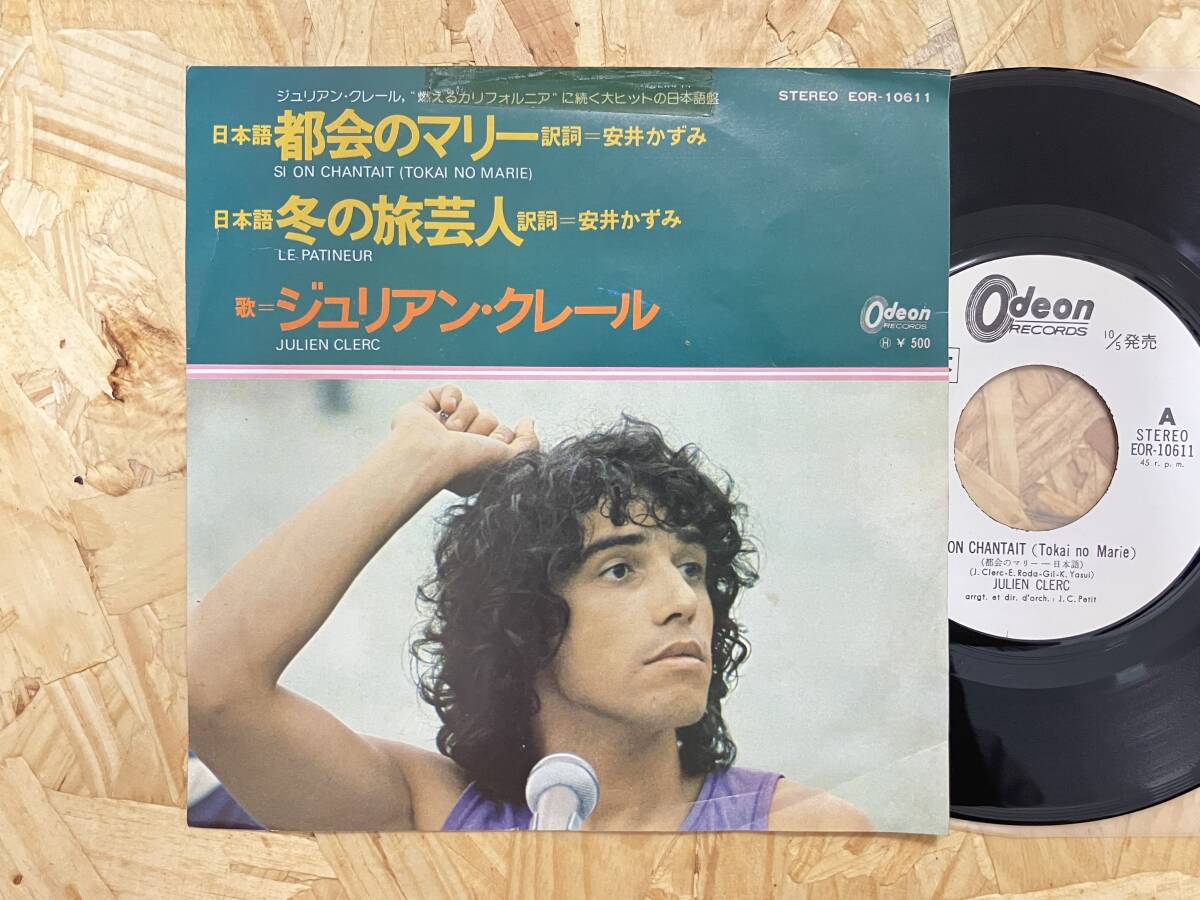 ジュリアン・クレール,“燃えるカリフォルニア”に続く大ヒットの日本語盤
STEREO EOR-10611
日本語 都会のマリー 訳詞=安井かずみ
SI ON CHANTAIT (TOKAI NO MARIE)
日本語 冬の旅芸人 訳詞=安井かずみ
LE PATINEUR
歌=ジュリアン・クレール
JULIEN CLERC
Odeon
RECORDS
Ⓗ ¥ 500
Odeon
RECORDS
10/5 発売
A
STEREO
EOR-10611
45 r.p.m.
ON CHANTAIT (Tokai no Marie)
(都会のマリー―日本語)
(J. Clerc-E. Roda-Gil-K. Yasui)
JULIEN CLERC
arrgt. et dir. d'orch. : J. C. Petit